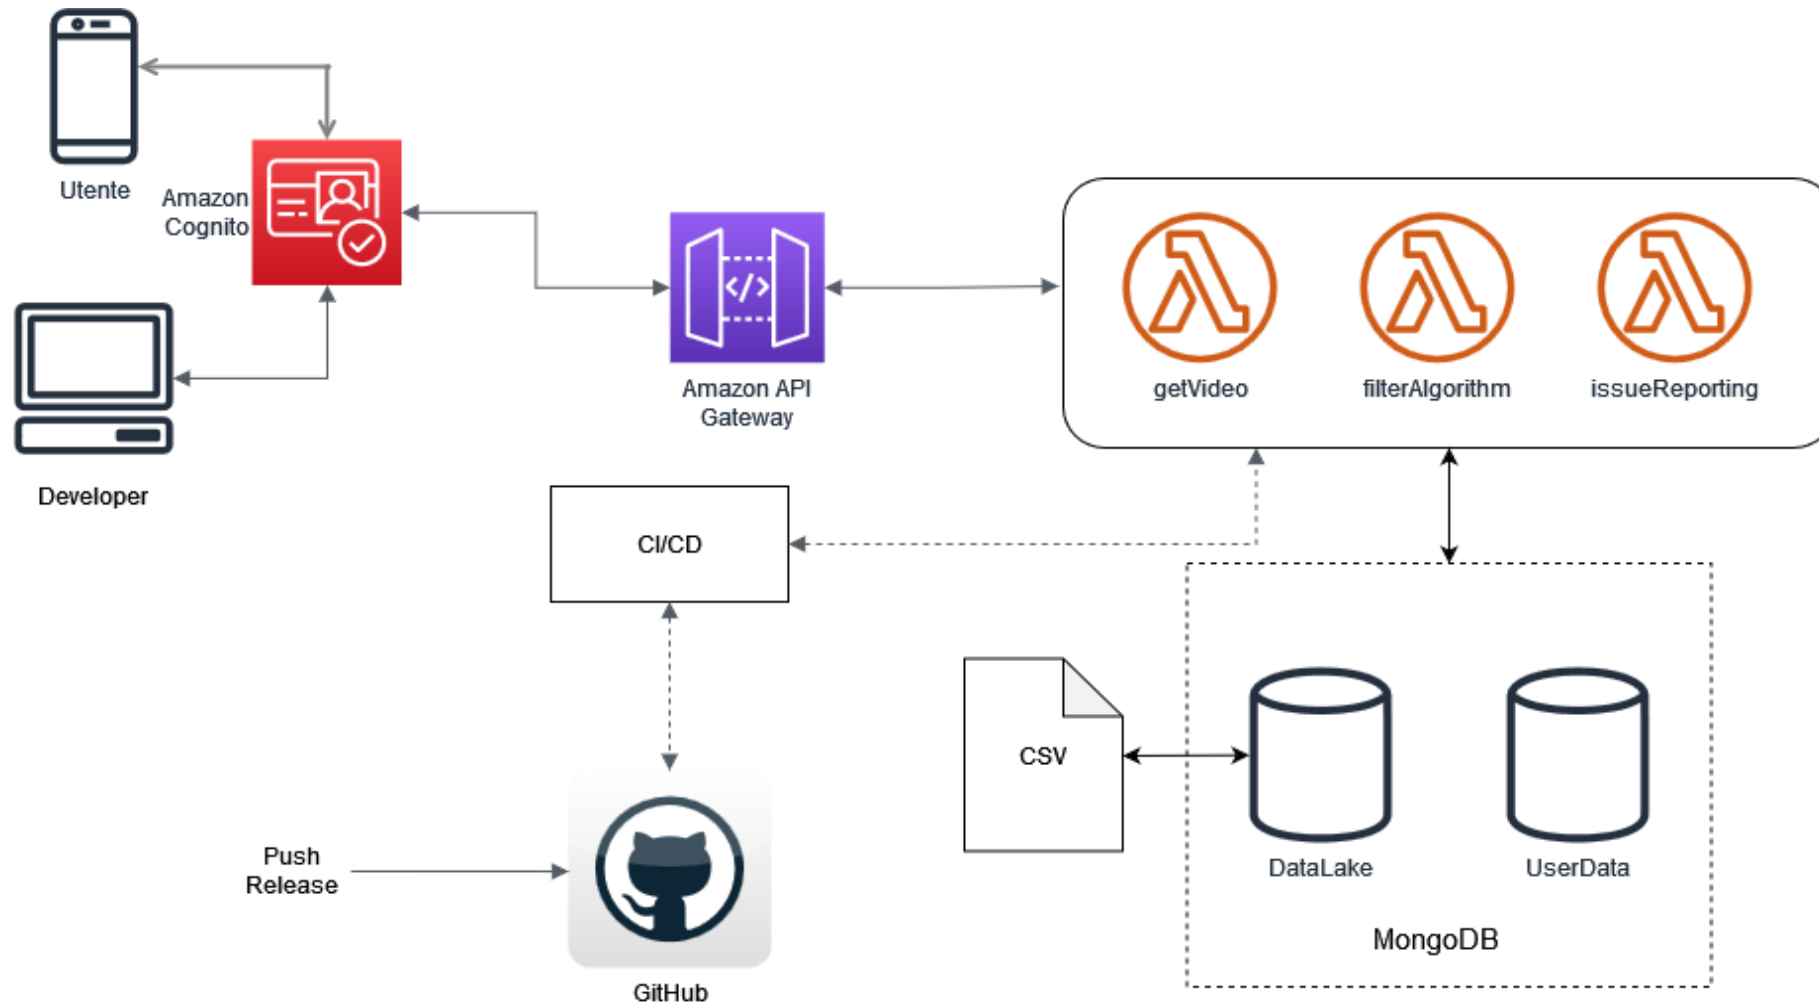 Utente
Amazon
Cognito
Developer
Amazon API
Gateway
getVideo
filterAlgorithm
issueReporting
CI/CD
CSV
DataLake
UserData
MongoDB
Push
Release
GitHub